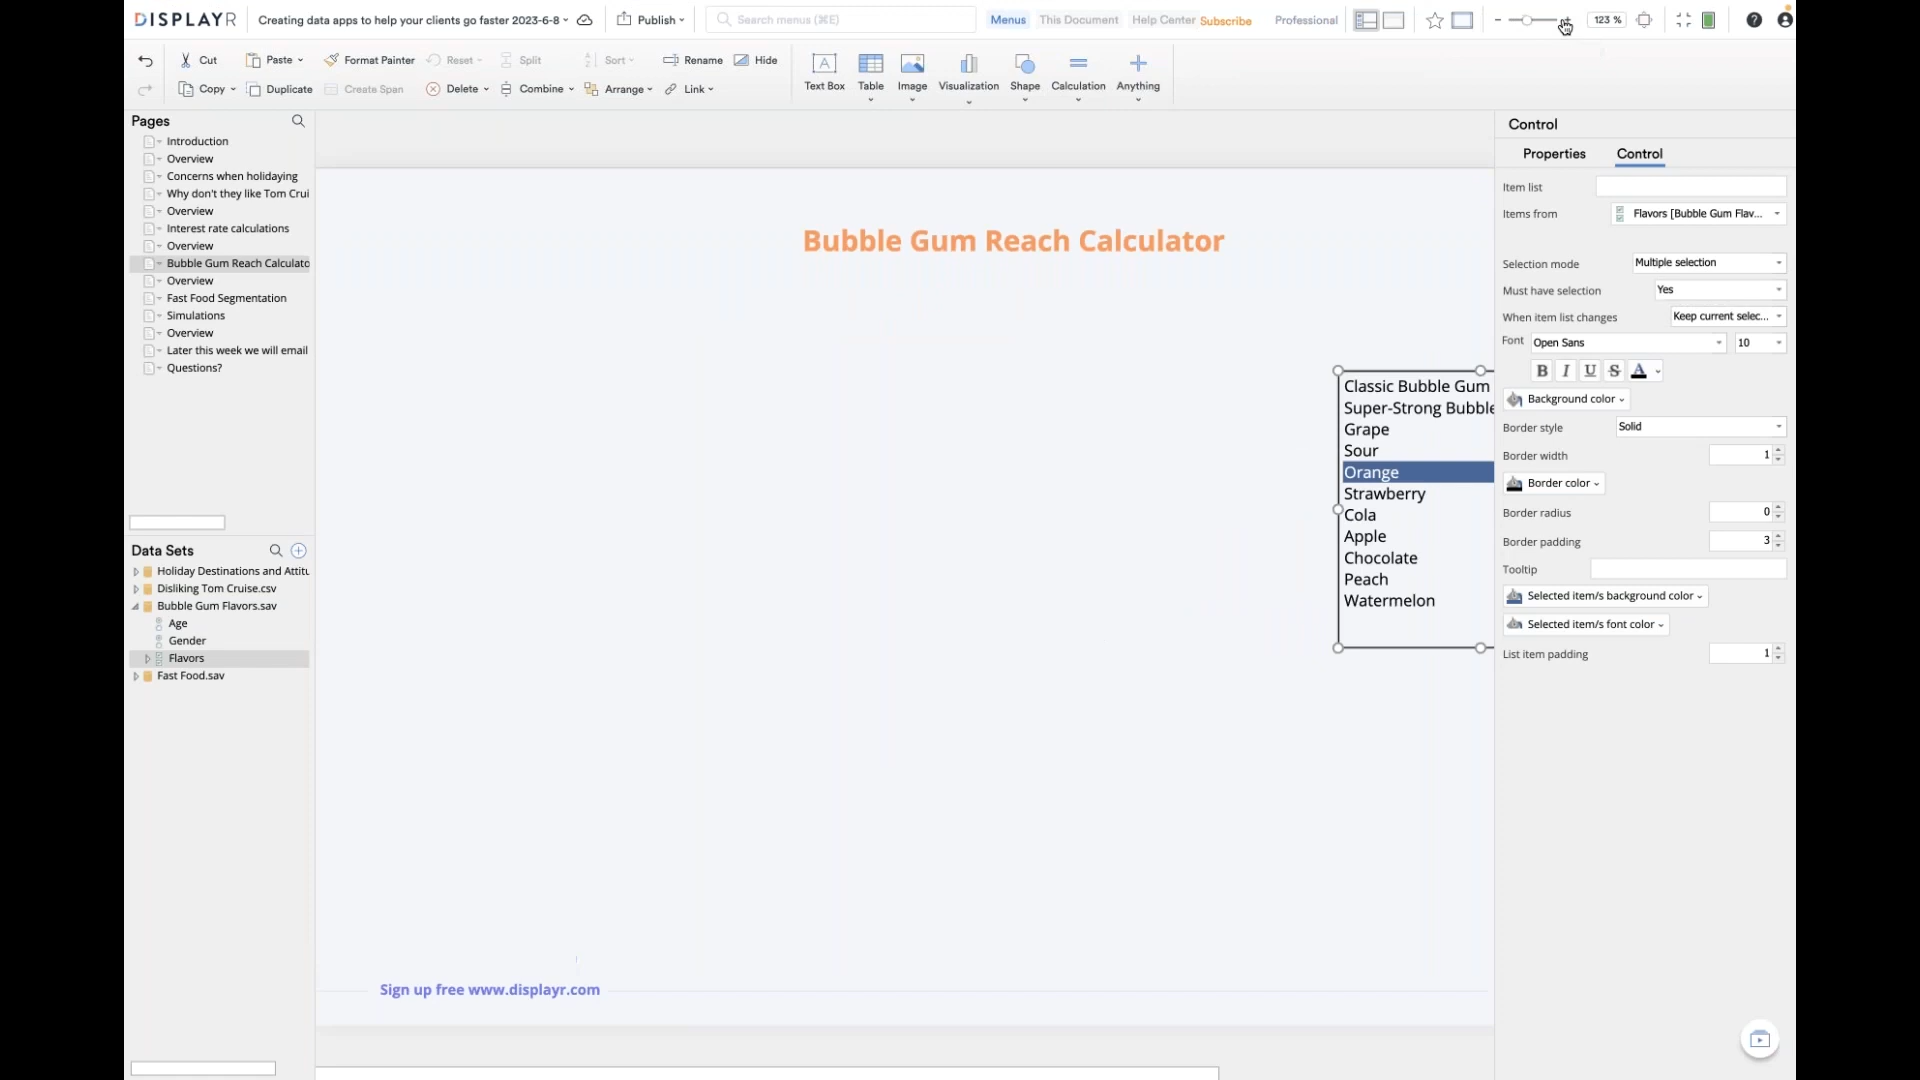 DISPLAYR
Creating data apps to help your clients go faster 2023-6-8
Publish
Search menus (⌘E)
Menus
This Document
Help Center
Subscribe
Professional
123 %
Cut
Paste
Format Painter
Reset
Split
Sort
Rename
Hide
Copy
Duplicate
Create Span
Delete
Combine
Arrange
Link
Text Box
Table
Image
Visualization
Shape
Calculation
Anything
Pages
Introduction
Overview
Concerns when holidaying
Why don't they like Tom Crui
Overview
Interest rate calculations
Overview
Bubble Gum Reach Calculato
Overview
Fast Food Segmentation
Simulations
Overview
Later this week we will email
Questions?
Data Sets
Holiday Destinations and Attitu
Disliking Tom Cruise.csv
Bubble Gum Flavors.sav
Age
Gender
Flavors
Fast Food.sav
Bubble Gum Reach Calculator
Classic Bubble Gum
Super-Strong Bubble
Grape
Sour
Orange
Strawberry
Cola
Apple
Chocolate
Peach
Watermelon
Sign up free www.displayr.com
Control
Properties
Control
Item list
Items from
Flavors [Bubble Gum Flav...
Selection mode
Multiple selection
Must have selection
Yes
When item list changes
Keep current selec...
Font
Open Sans
10
B I U S A
Background color
Border style
Solid
Border width
1
Border color
Border radius
0
Border padding
3
Tooltip
Selected item/s background color
Selected item/s font color
List item padding
1